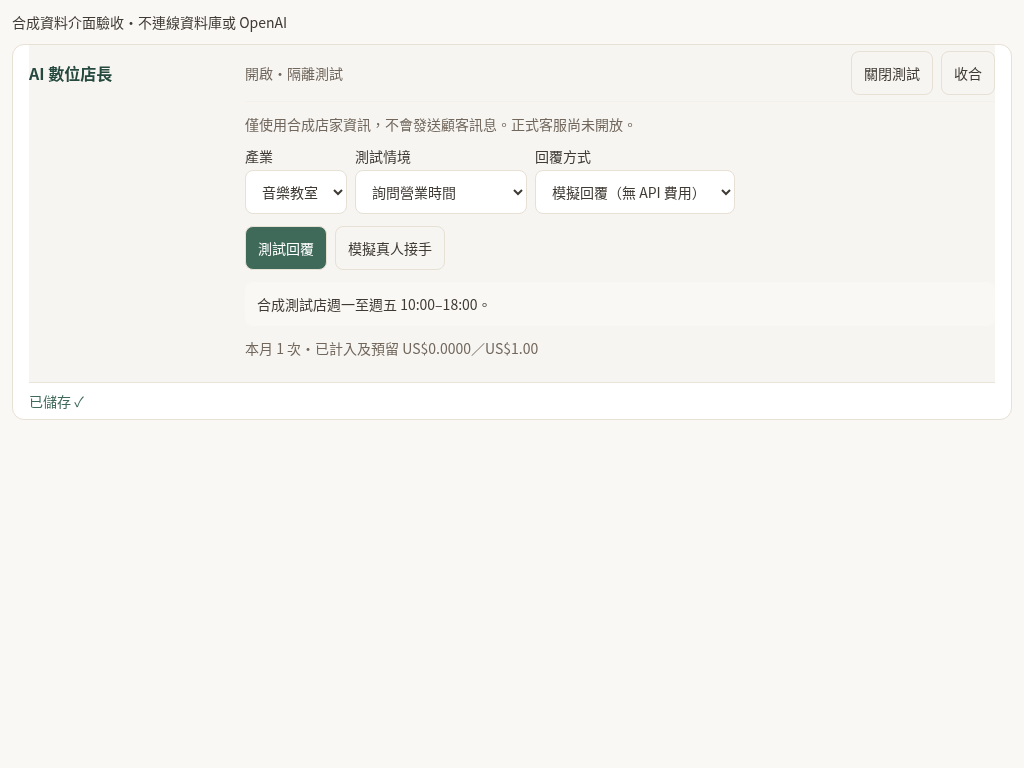 合成資料介面驗收・不連線資料庫或 OpenAI
AI 數位店長
開啟・隔離測試
關閉測試
收合
僅使用合成店家資訊，不會發送顧客訊息。正式客服尚未開放。
產業
測試情境
回覆方式
音樂教室
詢問營業時間
模擬回覆（無 API 費用）
測試回覆
模擬真人接手
合成測試店週一至週五 10:00–18:00。
本月 1 次・已計入及預留 US$0.0000／US$1.00
已儲存 ✓